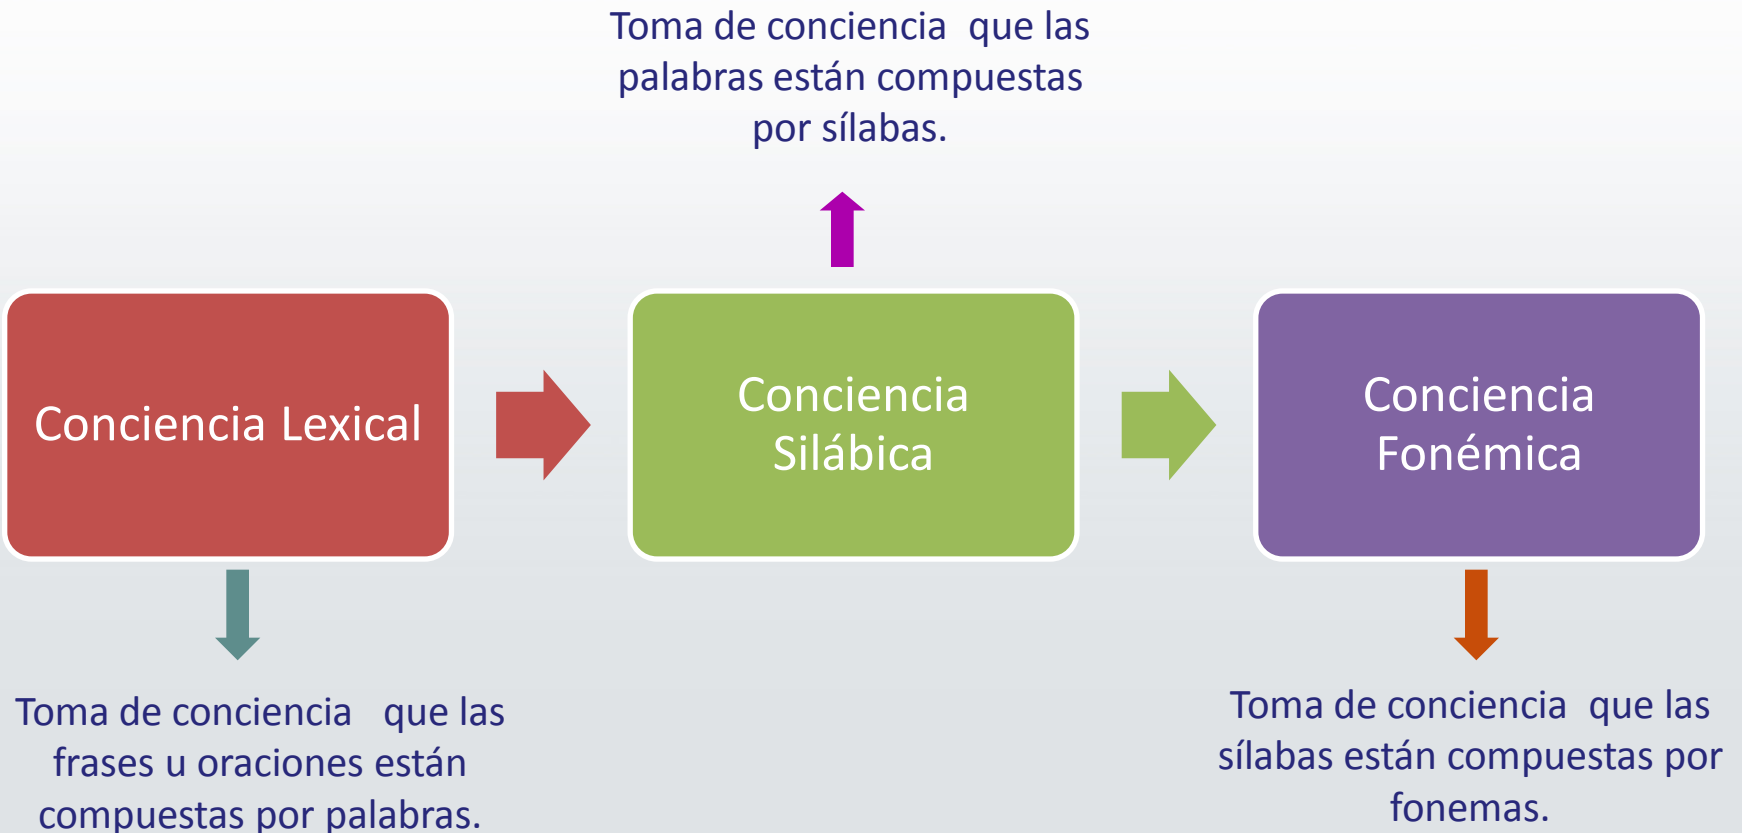 Toma de conciencia  que las
palabras están compuestas
por sílabas.
Conciencia Lexical
Conciencia
Silábica
Conciencia
Fonémica
Toma de conciencia   que las
frases u oraciones están
compuestas por palabras.
Toma de conciencia  que las
sílabas están compuestas por
fonemas.